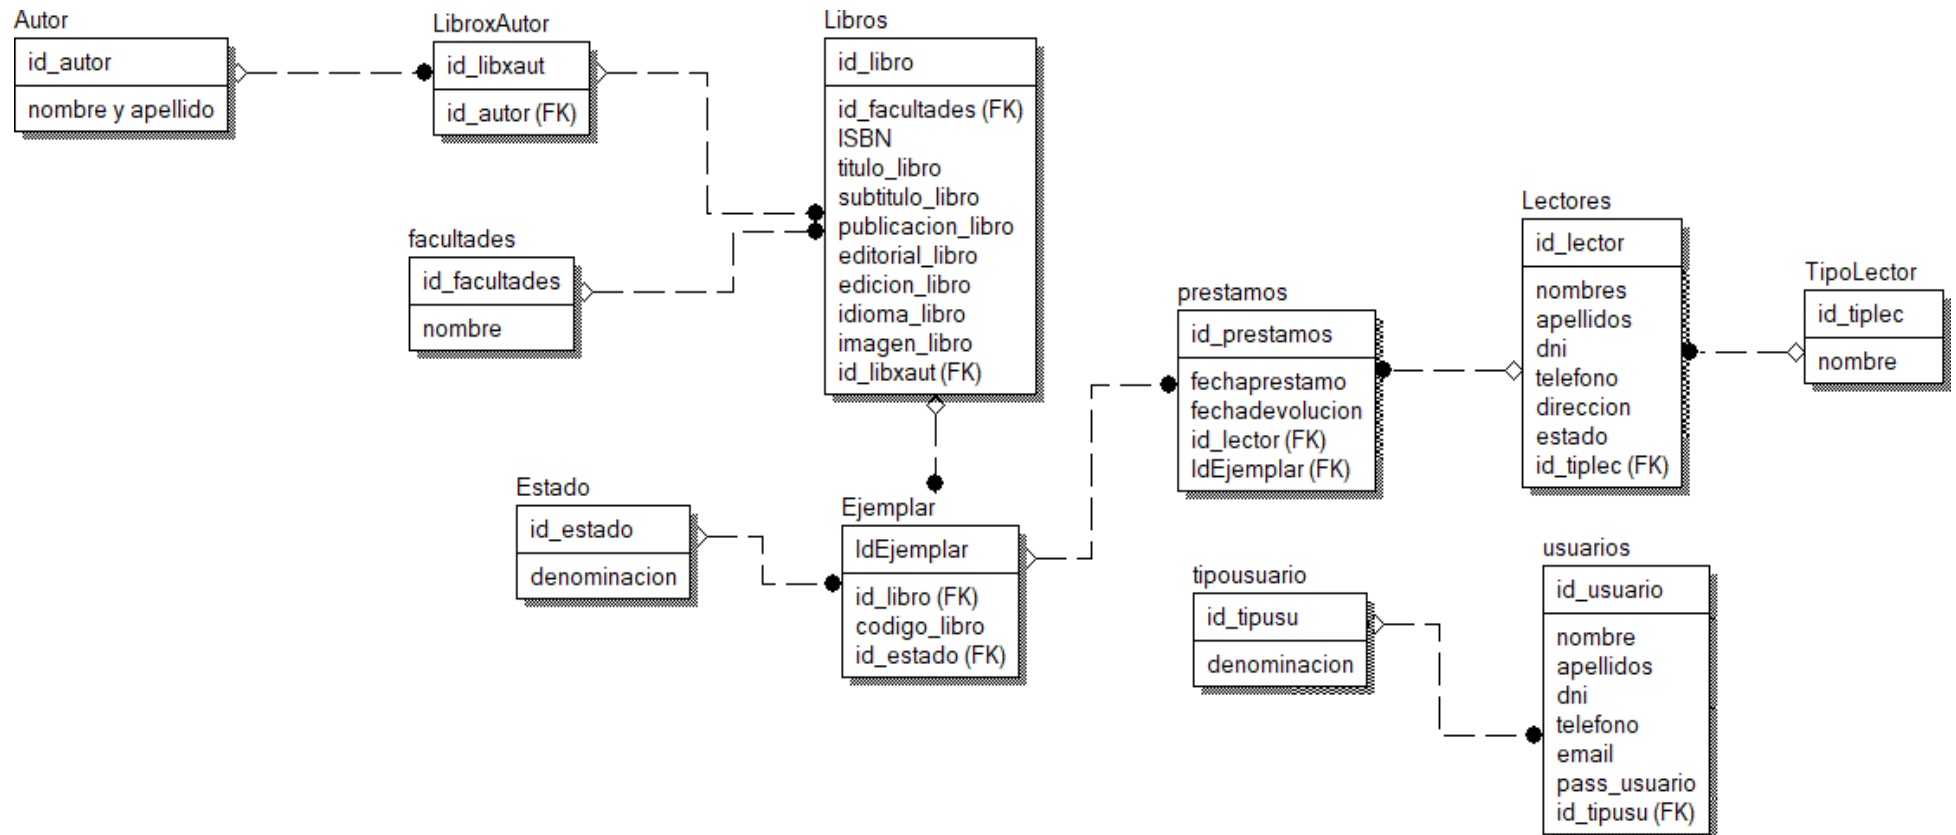 Autor
id_autor
nombre y apellido
LibroxAutor
id_libxaut
id_autor (FK)
Libros
id_libro
id_facultades (FK)
ISBN
titulo_libro
subtitulo_libro
publicacion_libro
editorial_libro
edicion_libro
idioma_libro
imagen_libro
id_libxaut (FK)
facultades
id_facultades
nombre
Lectores
id_lector
nombres
apellidos
dni
telefono
direccion
estado
id_tiplec (FK)
TipoLector
id_tiplec
nombre
prestamos
id_prestamos
fechaprestamo
fechadevolucion
id_lector (FK)
IdEjemplar (FK)
Estado
id_estado
denominacion
Ejemplar
IdEjemplar
id_libro (FK)
codigo_libro
id_estado (FK)
tipousuario
id_tipusu
denominacion
usuarios
id_usuario
nombre
apellidos
dni
telefono
email
pass_usuario
id_tipusu (FK)